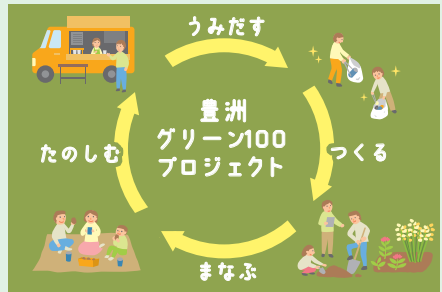 うみだす
豊洲
グリーン100
プロジェクト
たのしむ
つくる
まなぶ